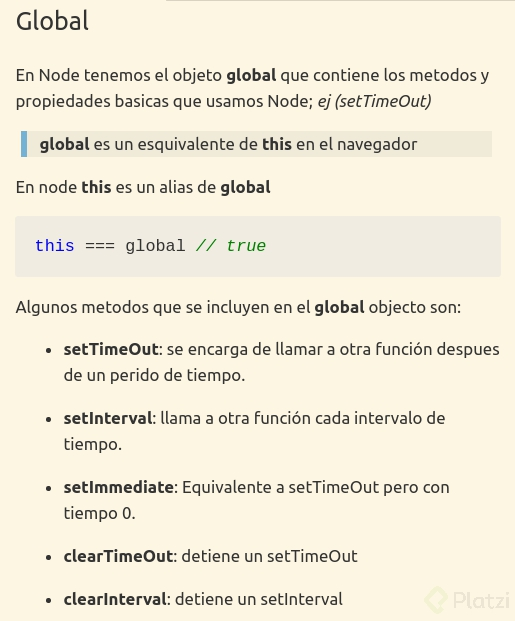 Global
En Node tenemos el objeto global que contiene los metodos y
propiedades basicas que usamos Node; ej (setTimeOut)
global es un esquivalente de this en el navegador
En node this es un alias de global
this === global // true
Algunos metodos que se incluyen en el global objecto son:
• setTimeOut: se encarga de llamar a otra función despues
de un perido de tiempo.
• setInterval: llama a otra función cada intervalo de
tiempo.
• setImmediate: Equivalente a setTimeOut pero con
tiempo 0.
• clearTimeOut: detiene un setTimeOut
• clearInterval: detiene un setInterval
Platzi